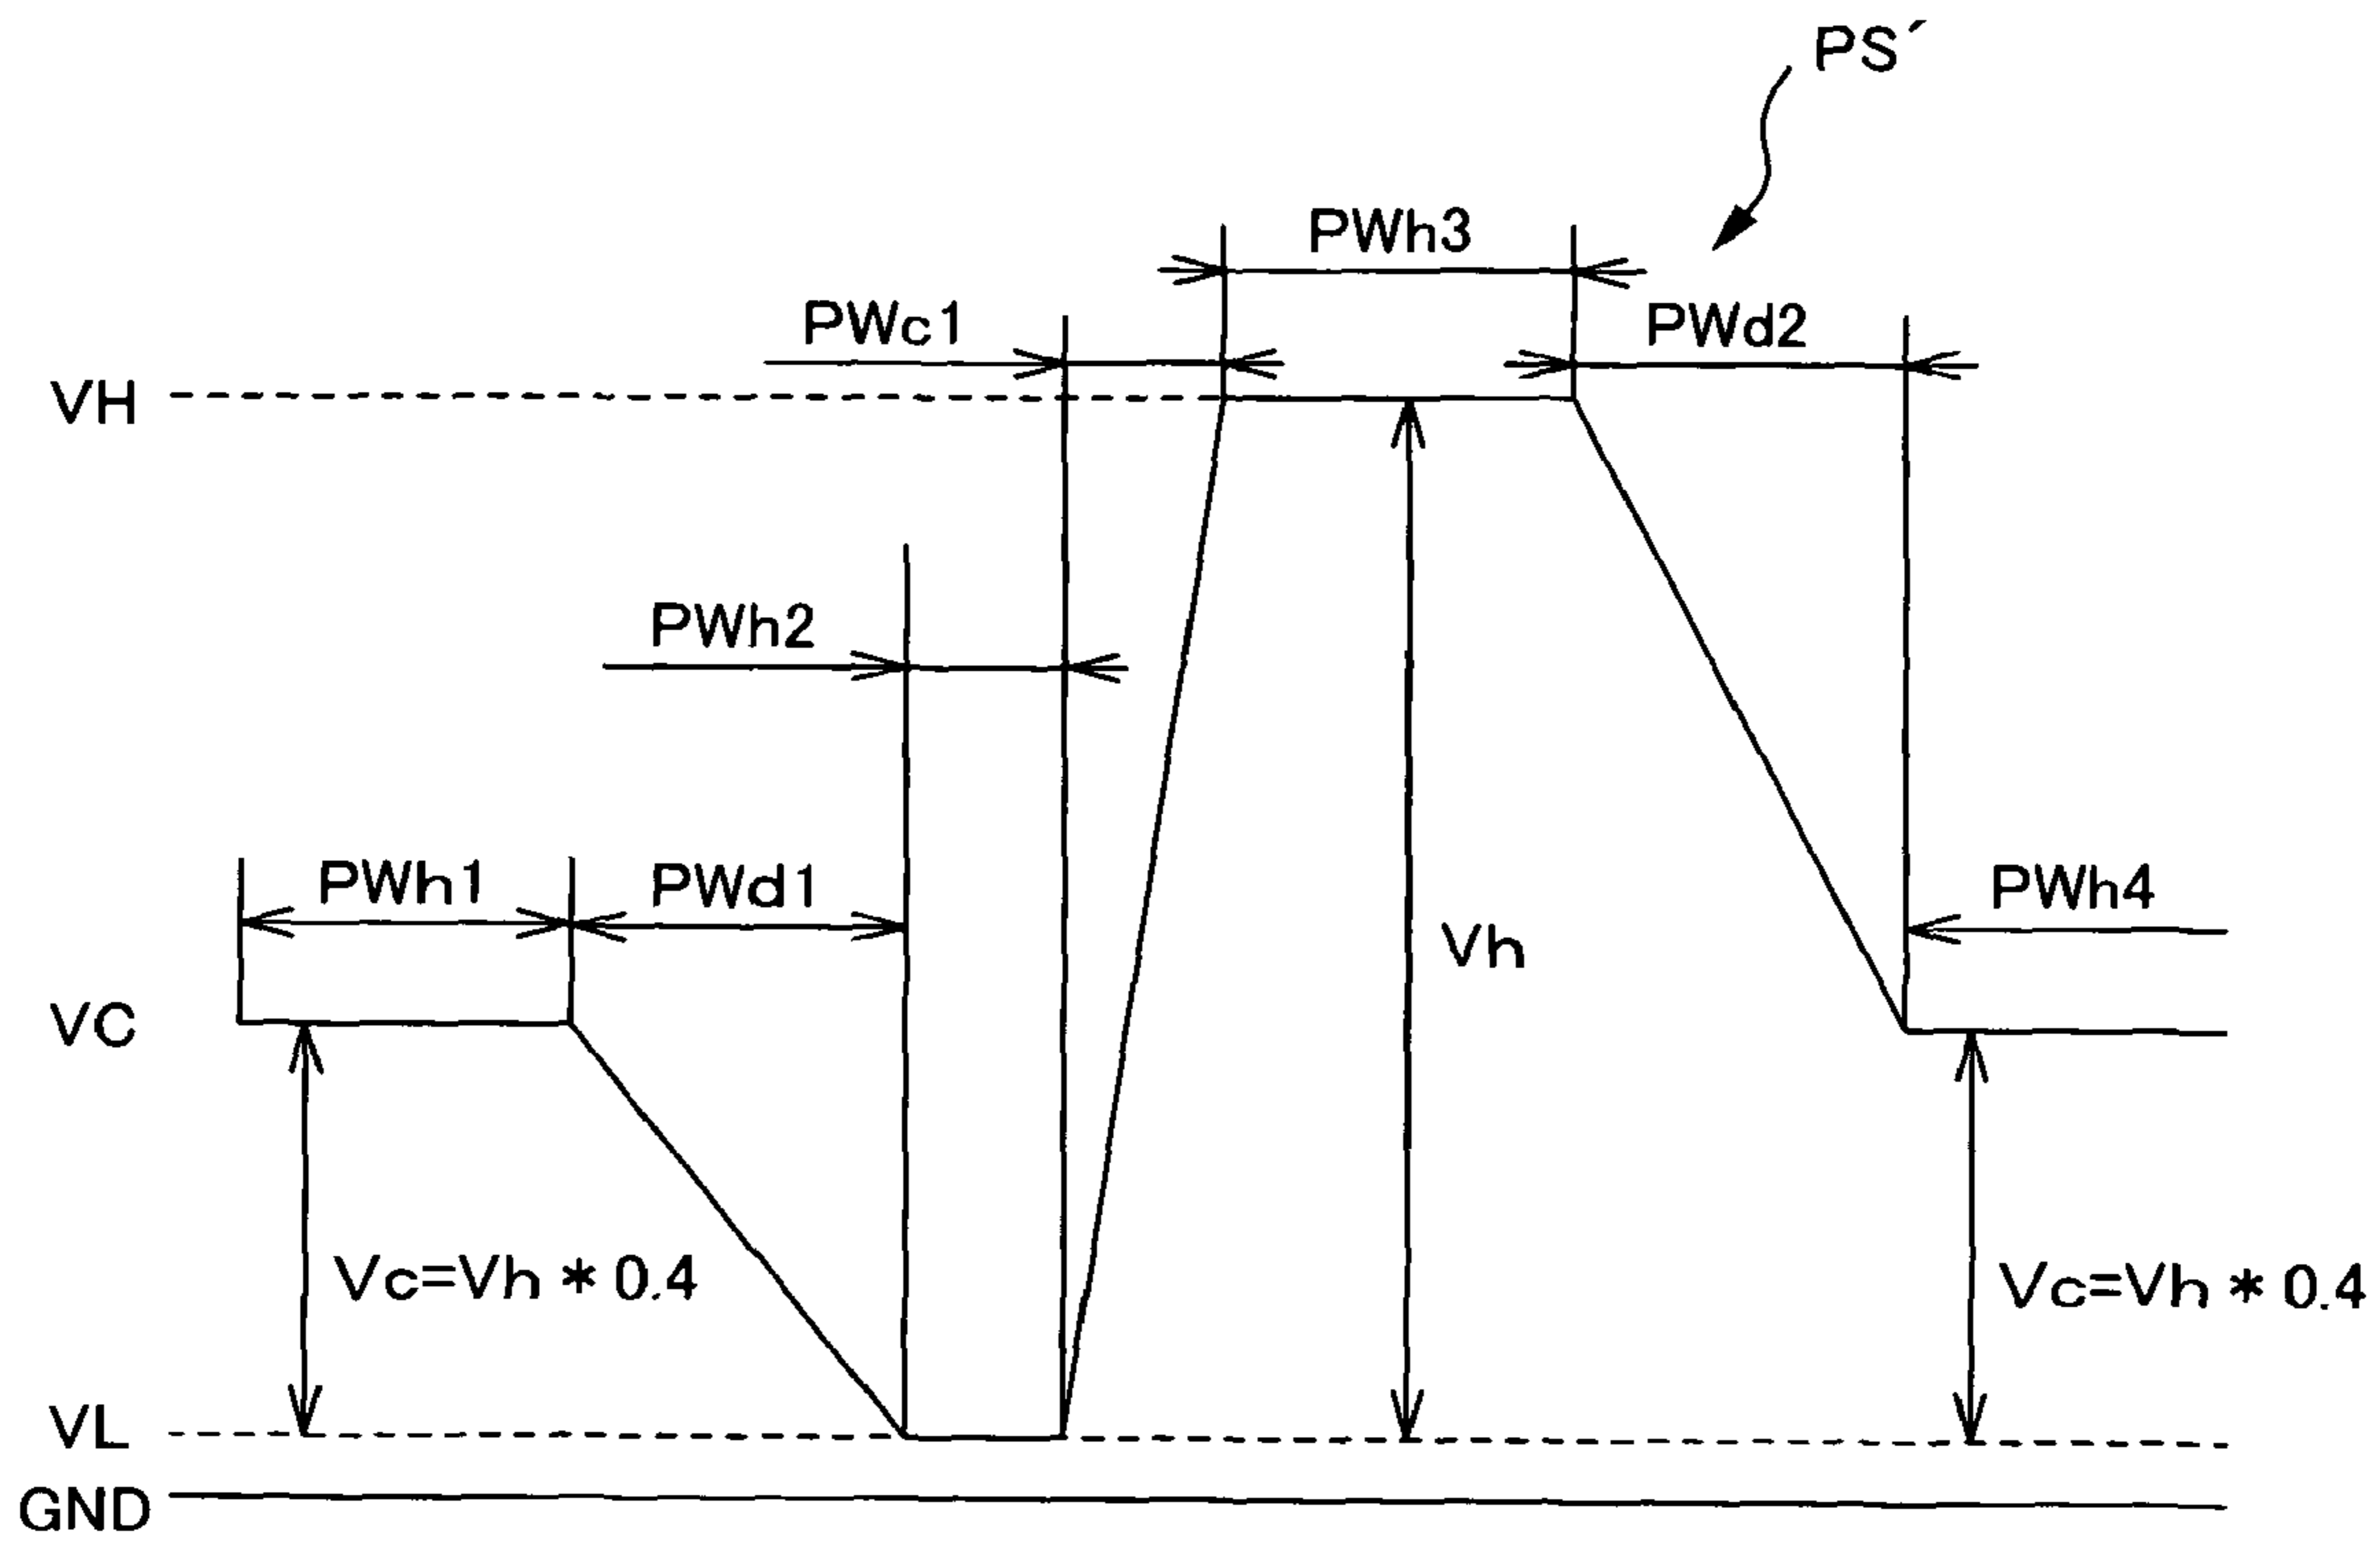 PS´
PWh3
PWc1
PWd2
VH
PWh2
PWh1
PWd1
PWh4
Vh
VC
Vc=Vh*0.4
Vc=Vh*0.4
VL
GND